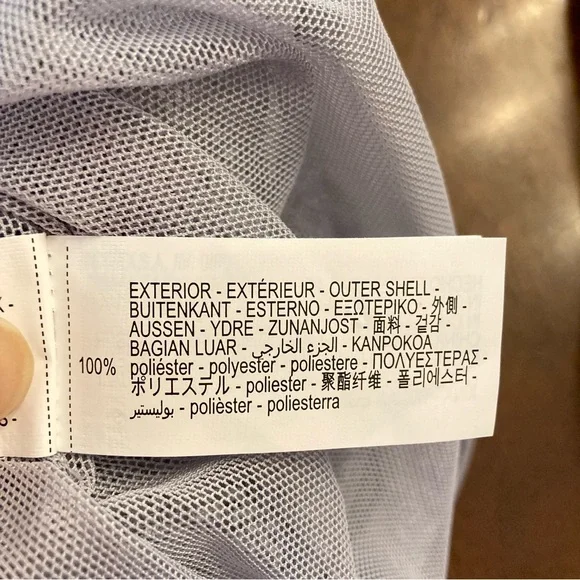 EXTERIOR - EXTÉRIEUR - OUTER SHELL -
BUITENKANT - ESTERNO - ΕΞΩΤΕΡΙΚΟ - 外側 -
AUSSEN - YDRE - ZUNANJOST - 面料 - 겉감 -
BAGIAN LUAR - الجزء الخارجي - KANPOKOA
100% poliéster - polyester - poliestere - ΠΟΛΥΕΣΤΕΡΑΣ -
ポリエステル - poliester - 聚酯纤维 - 폴리에스터 -
بوليستير - polièster - poliesterra